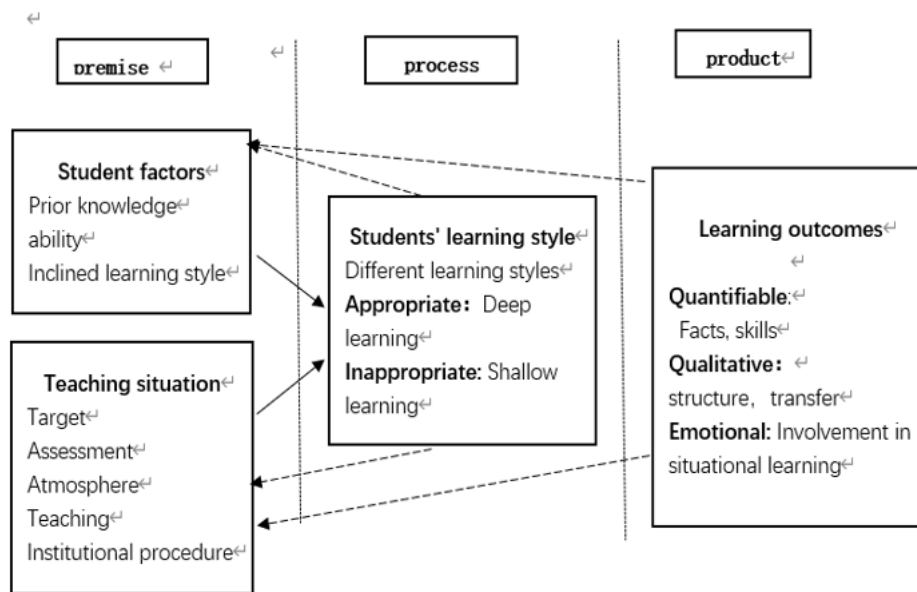 premise
process
product
Student factors
Prior knowledge
ability
Inclined learning style
Teaching situation
Target
Assessment
Atmosphere
Teaching
Institutional procedure
Students' learning style
Different learning styles
Appropriate: Deep
learning
Inappropriate: Shallow
learning
Learning outcomes
Quantifiable:
Facts, skills
Qualitative:
structure, transfer
Emotional: Involvement in
situational learning